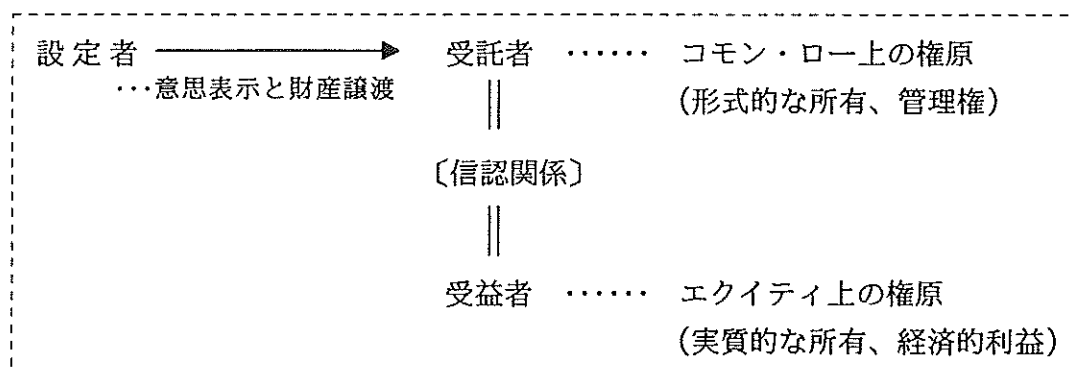 設定者 受託者 ‥‥‥ コモン・ロー上の権原
…意思表示と財産譲渡 (形式的な所有、管理権)
〔信認関係〕
受益者 ‥‥‥ エクイティ上の権原
(実質的な所有、経済的利益)